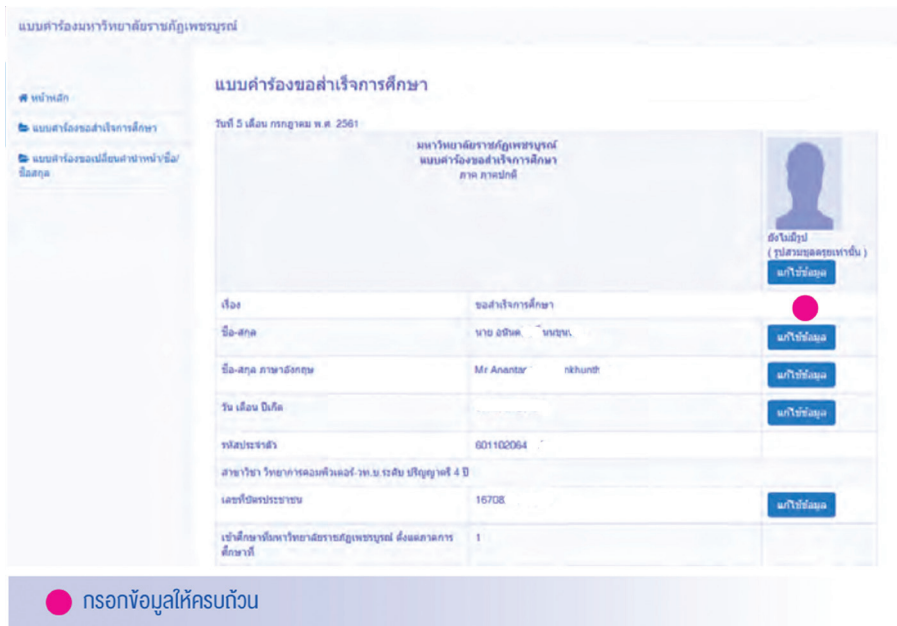 แบบคำร้องมหาวิทยาลัยราชภัฏเพชรบูรณ์
หน้าหลัก
แบบคำร้องขอสำเร็จการศึกษา
แบบคำร้องขอเปลี่ยนคำนำหน้า/ชื่อ/
ชื่อสกุล
แบบคำร้องขอสำเร็จการศึกษา
วันที่ 5 เดือน กรกฎาคม พ.ศ. 2561
มหาวิทยาลัยราชภัฏเพชรบูรณ์
แบบคำร้องขอสำเร็จการศึกษา
ภาค ภาคปกติ
ยังไม่มีรูป
( รูปสวมชุดครุยเท่านั้น )
แก้ไขข้อมูล
เรื่อง ขอสำเร็จการศึกษา
ชื่อ-สกุล นาย แก้ไขข้อมูล
ชื่อ-สกุล ภาษาอังกฤษ Mr Anantar nkhunth แก้ไขข้อมูล
วัน เดือน ปีเกิด แก้ไขข้อมูล
รหัสประจำตัว 601102064
สาขาวิชา วิทยาการคอมพิวเตอร์-วท.บ.ระดับ ปริญญาตรี 4 ปี
เลขที่บัตรประชาชน 16708 แก้ไขข้อมูล
เข้าศึกษาที่มหาวิทยาลัยราชภัฏเพชรบูรณ์ ตั้งแต่ภาคการ 1
ศึกษาที่
กรอกข้อมูลให้ครบถ้วน